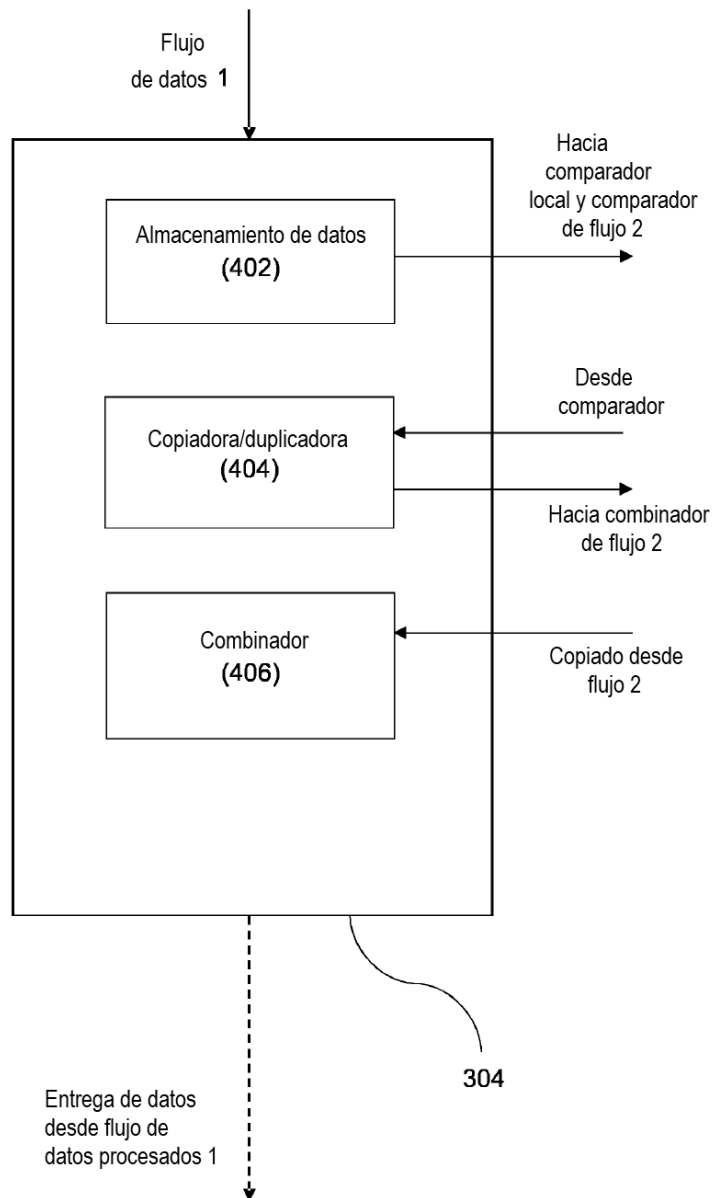 Flujo
de datos 1
Hacia
comparador
local y comparador
de flujo 2
Almacenamiento de datos
(402)
Desde
comparador
Copiadora/duplicadora
(404)
Hacia combinador
de flujo 2
Combinador
(406)
Copiado desde
flujo 2
304
Entrega de datos
desde flujo de
datos procesados 1